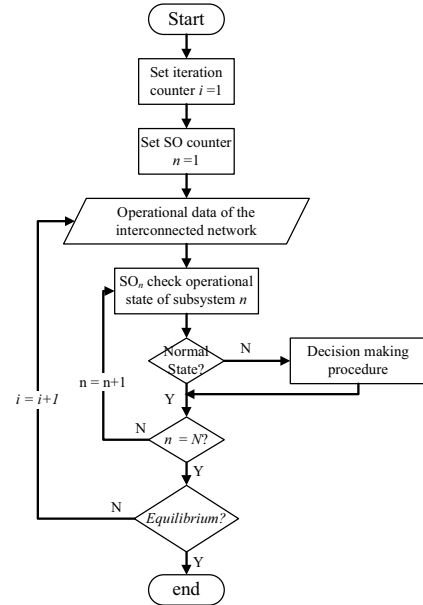 Start
Set iteration
counter i =1
Set SO counter
n =1
Operational data of the
interconnected network
SOn check operational
state of subsystem n
Normal
State?
N
Decision making
procedure
n = n+1
i = i+1
Y
N
n = N?
Y
N
Equilibrium?
Y
end